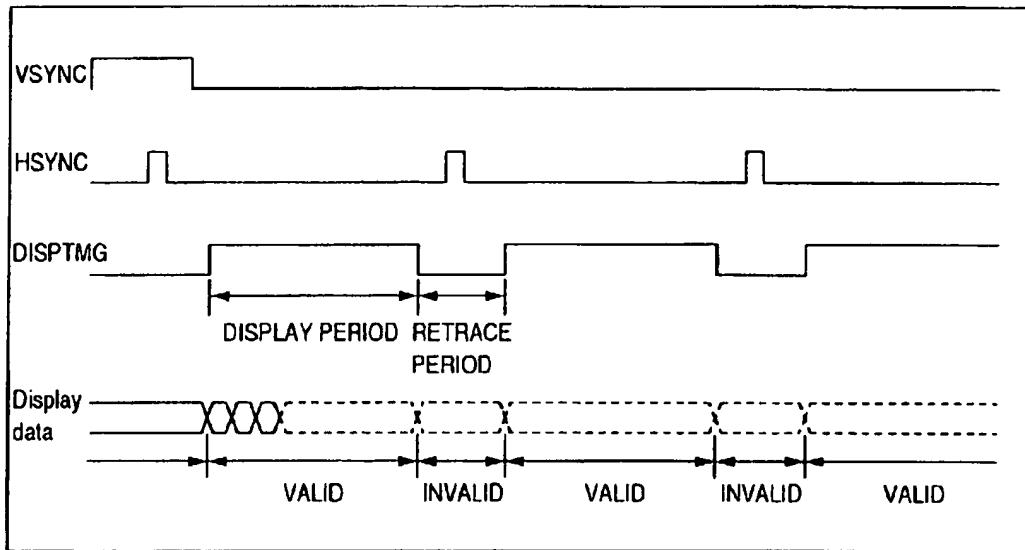 VSYNC
HSYNC
DISPTMG
DISPLAY PERIOD
RETRACE
PERIOD
Display
data
VALID
INVALID
VALID
INVALID
VALID